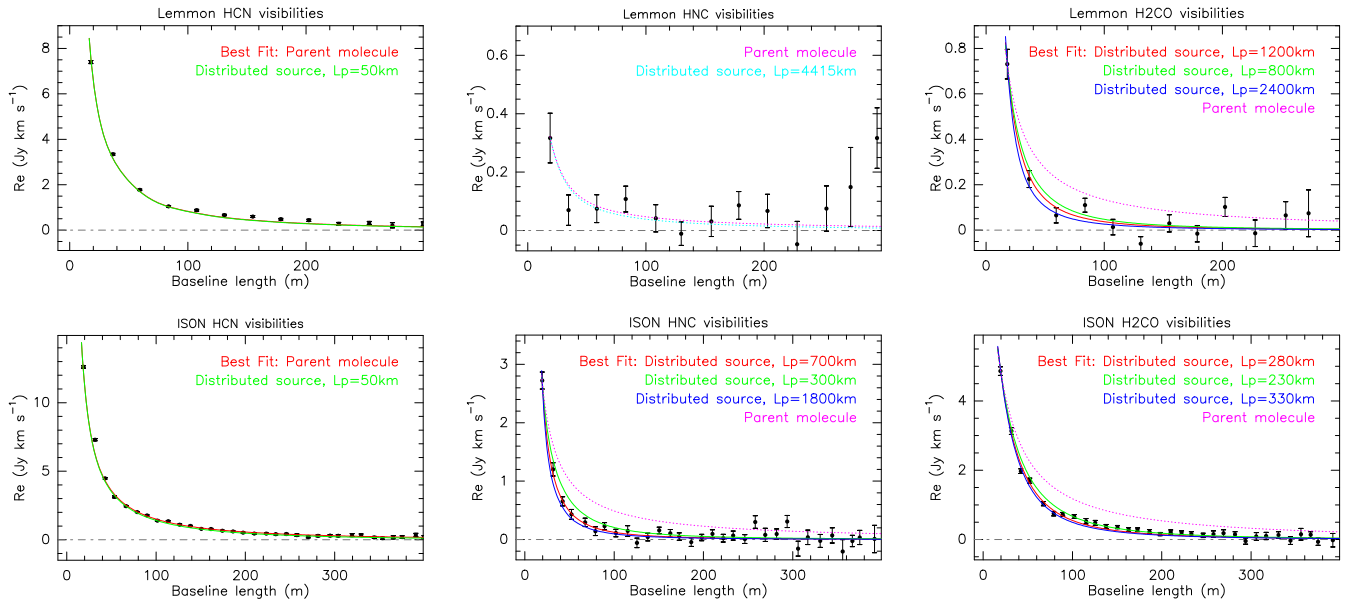 Lemmon HCN visibilities
Best Fit: Parent molecule
Distributed source, Lp=50km
Re (Jy km s⁻¹)
8
6
4
2
0
0 100 200
Baseline length (m)
Lemmon HNC visibilities
Parent molecule
Distributed source, Lp=4415km
Re (Jy km s⁻¹)
0.6
0.4
0.2
0
0 200
Baseline length (m)
Lemmon H2CO visibilities
Best Fit: Distributed source, Lp=1200km
Distributed source, Lp=800km
Distributed source, Lp=2400km
Parent molecule
Re (Jy km s⁻¹)
0.8
0.6
0.4
0.2
0
0 100 200
Baseline length (m)
ISON HCN visibilities
Best Fit: Parent molecule
Distributed source, Lp=50km
Re (Jy km s⁻¹)
10
5
0
0 100 200 300
Baseline length (m)
ISON HNC visibilities
Best Fit: Distributed source, Lp=700km
Distributed source, Lp=300km
Distributed source, Lp=1800km
Parent molecule
Re (Jy km s⁻¹)
3
2
1
0
0 100 200 300
Baseline length (m)
ISON H2CO visibilities
Best Fit: Distributed source, Lp=280km
Distributed source, Lp=230km
Distributed source, Lp=330km
Parent molecule
Re (Jy km s⁻¹)
4
2
0
0 100 200 300
Baseline length (m)